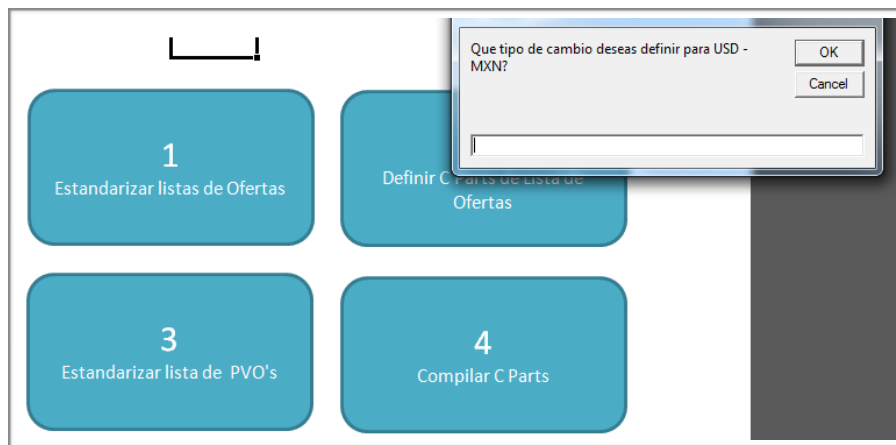 Que tipo de cambio deseas definir para USD -
MXN?
OK
Cancel
1
Estandarizar listas de Ofertas
Definir C Parts de Lista de
Ofertas
3
Estandarizar lista de PVO's
4
Compilar C Parts